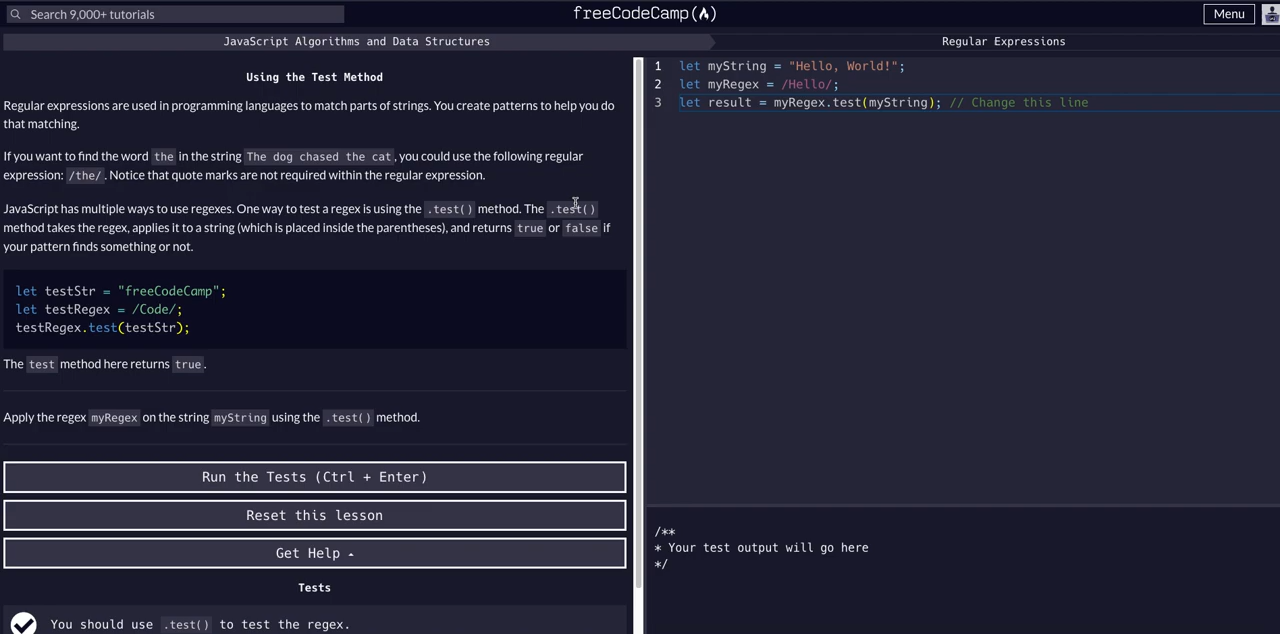 Search 9,000+ tutorials
freeCodeCamp
Menu
JavaScript Algorithms and Data Structures
Regular Expressions
Using the Test Method
Regular expressions are used in programming languages to match parts of strings. You create patterns to help you do
that matching.
If you want to find the word the in the string The dog chased the cat, you could use the following regular
expression: /the/. Notice that quote marks are not required within the regular expression.
JavaScript has multiple ways to use regexes. One way to test a regex is using the .test() method. The .test()
method takes the regex, applies it to a string (which is placed inside the parentheses), and returns true or false if
your pattern finds something or not.
let testStr = "freeCodeCamp";
let testRegex = /Code/;
testRegex.test(testStr);
The test method here returns true.
Apply the regex myRegex on the string myString using the .test() method.
Run the Tests (Ctrl + Enter)
Reset this lesson
Get Help
Tests
You should use .test() to test the regex.
1 let myString = "Hello, World!";
2 let myRegex = /Hello/;
3 let result = myRegex.test(myString); // Change this line
/**
* Your test output will go here
*/